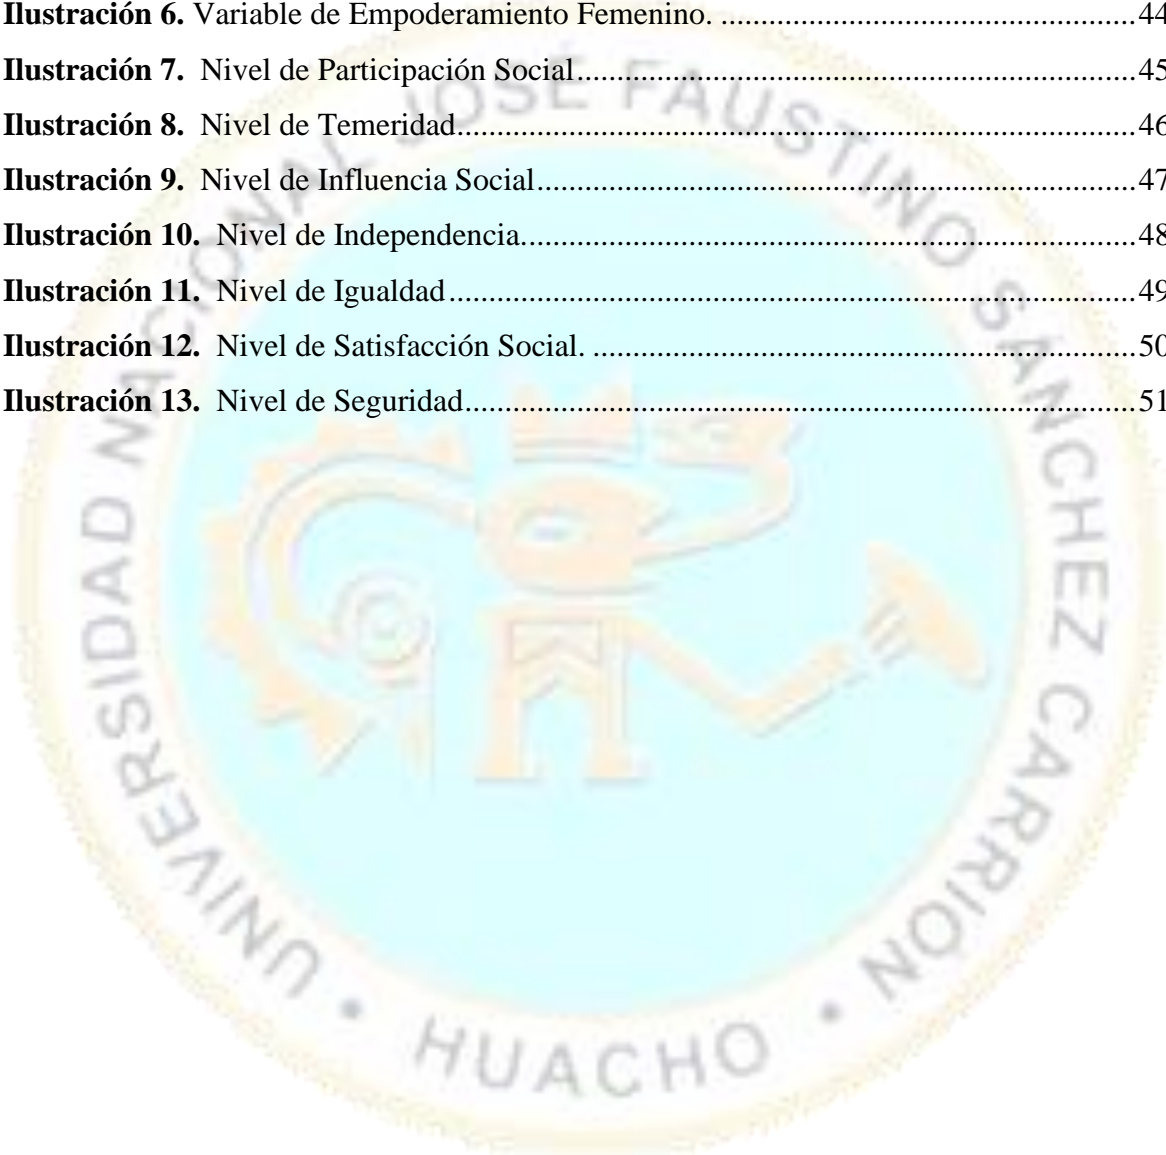 Ilustración 6. Variable de Empoderamiento Femenino. ........................................................44
Ilustración 7.  Nivel de Participación Social........................................................................45
Ilustración 8.  Nivel de Temeridad......................................................................................46
Ilustración 9.  Nivel de Influencia Social............................................................................47
Ilustración 10.  Nivel de Independencia..............................................................................48
Ilustración 11.  Nivel de Igualdad.......................................................................................49
Ilustración 12.  Nivel de Satisfacción Social. .....................................................................50
Ilustración 13.  Nivel de Seguridad.....................................................................................51
UNIVERSIDAD NACIONAL JOSÉ FAUSTINO SÁNCHEZ CARRIÓN
• HUACHO •